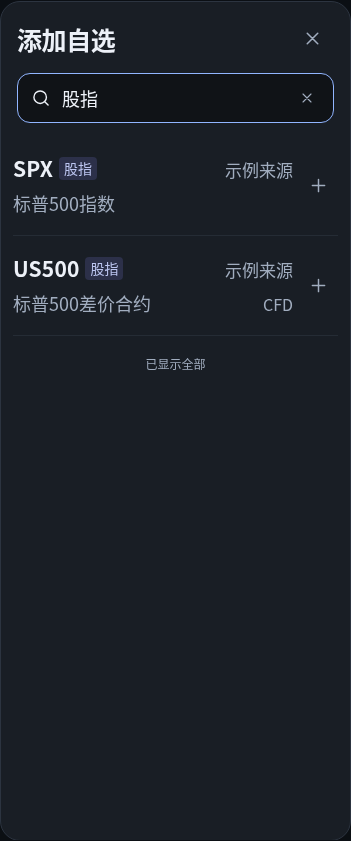 添加自选
股指
SPX 股指 示例来源
标普500指数
US500 股指 示例来源
标普500差价合约 CFD
已显示全部